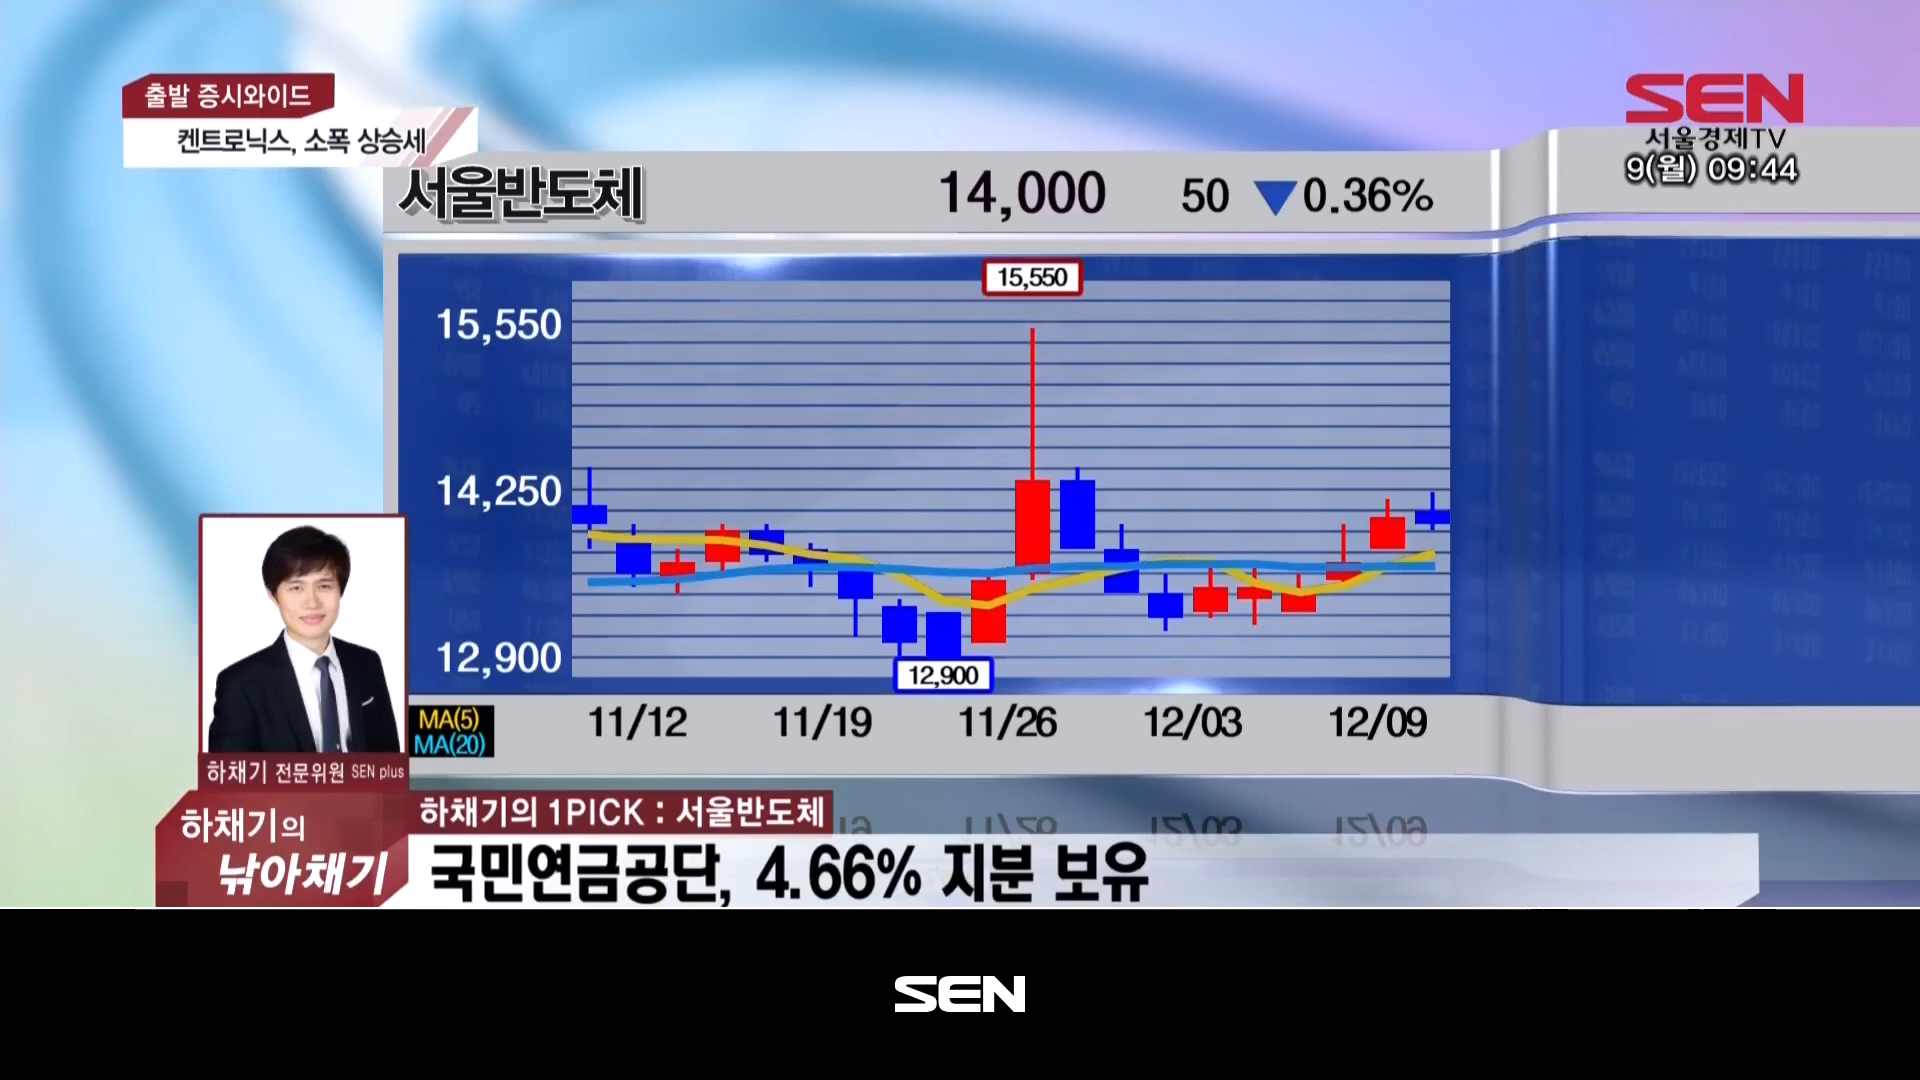 출발 증시와이드
켄트로닉스, 소폭 상승세
SEN
서울경제TV
9(월) 09:44
서울반도체 14,000 50 ▼0.36%
15,550
15,550
14,250
12,900
12,900
MA(5)
MA(20)
11/12 11/19 11/26 12/03 12/09
하채기 전문위원 SEN plus
하채기의
낚아채기
하채기의 1PICK : 서울반도체
국민연금공단, 4.66% 지분 보유
SEN